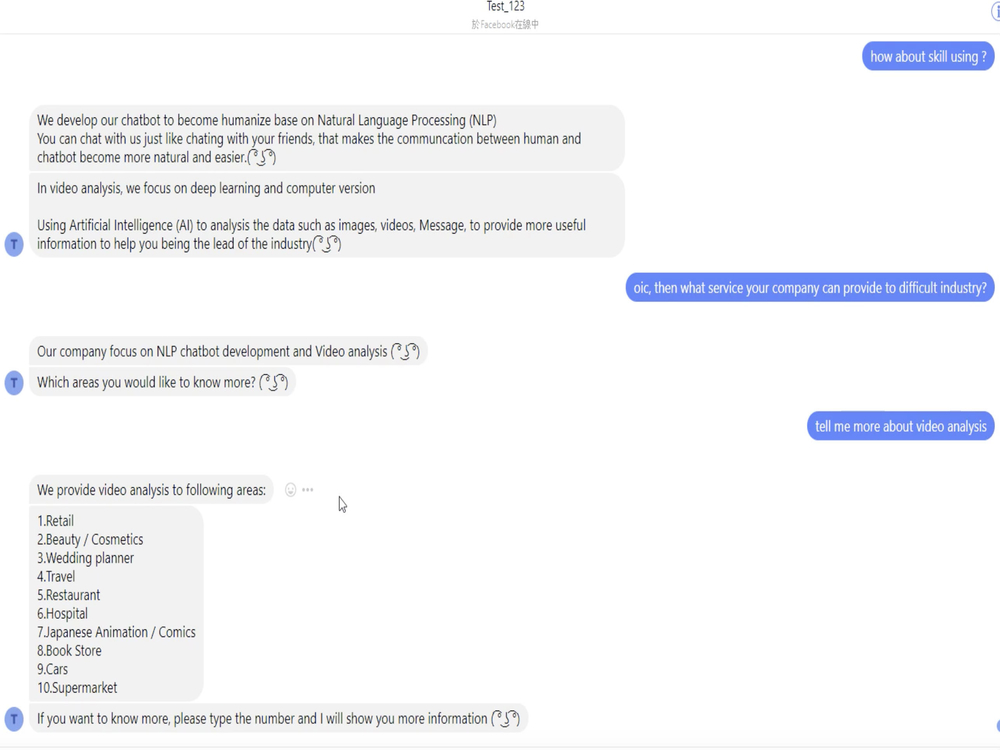 Test_123
於Facebook在線中
how about skill using ?
We develop our chatbot to become humanize base on Natural Language Processing (NLP)
You can chat with us just like chating with your friends, that makes the communcation between human and
chatbot become more natural and easier.( ͡° ͜ʖ ͡°)
In video analysis, we focus on deep learning and computer version
Using Artificial Intelligence (AI) to analysis the data such as images, videos, Message, to provide more useful
information to help you being the lead of the industry( ͡° ͜ʖ ͡°)
T
oic, then what service your company can provide to difficult industry?
Our company focus on NLP chatbot development and Video analysis ( ͡° ͜ʖ ͡°)
Which areas you would like to know more? ( ͡° ͜ʖ ͡°)
T
tell me more about video analysis
We provide video analysis to following areas:
1.Retail
2.Beauty / Cosmetics
3.Wedding planner
4.Travel
5.Restaurant
6.Hospital
7.Japanese Animation / Comics
8.Book Store
9.Cars
10.Supermarket
If you want to know more, please type the number and I will show you more information ( ͡° ͜ʖ ͡°)
T